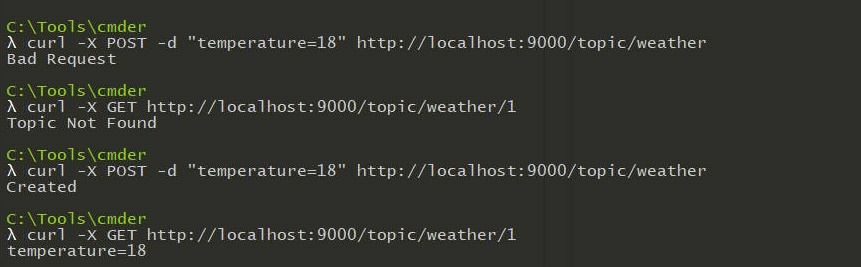 C:\Tools\cmder
λ curl -X POST -d "temperature=18" http://localhost:9000/topic/weather
Bad Request
C:\Tools\cmder
λ curl -X GET http://localhost:9000/topic/weather/1
Topic Not Found
C:\Tools\cmder
λ curl -X POST -d "temperature=18" http://localhost:9000/topic/weather
Created
C:\Tools\cmder
λ curl -X GET http://localhost:9000/topic/weather/1
temperature=18